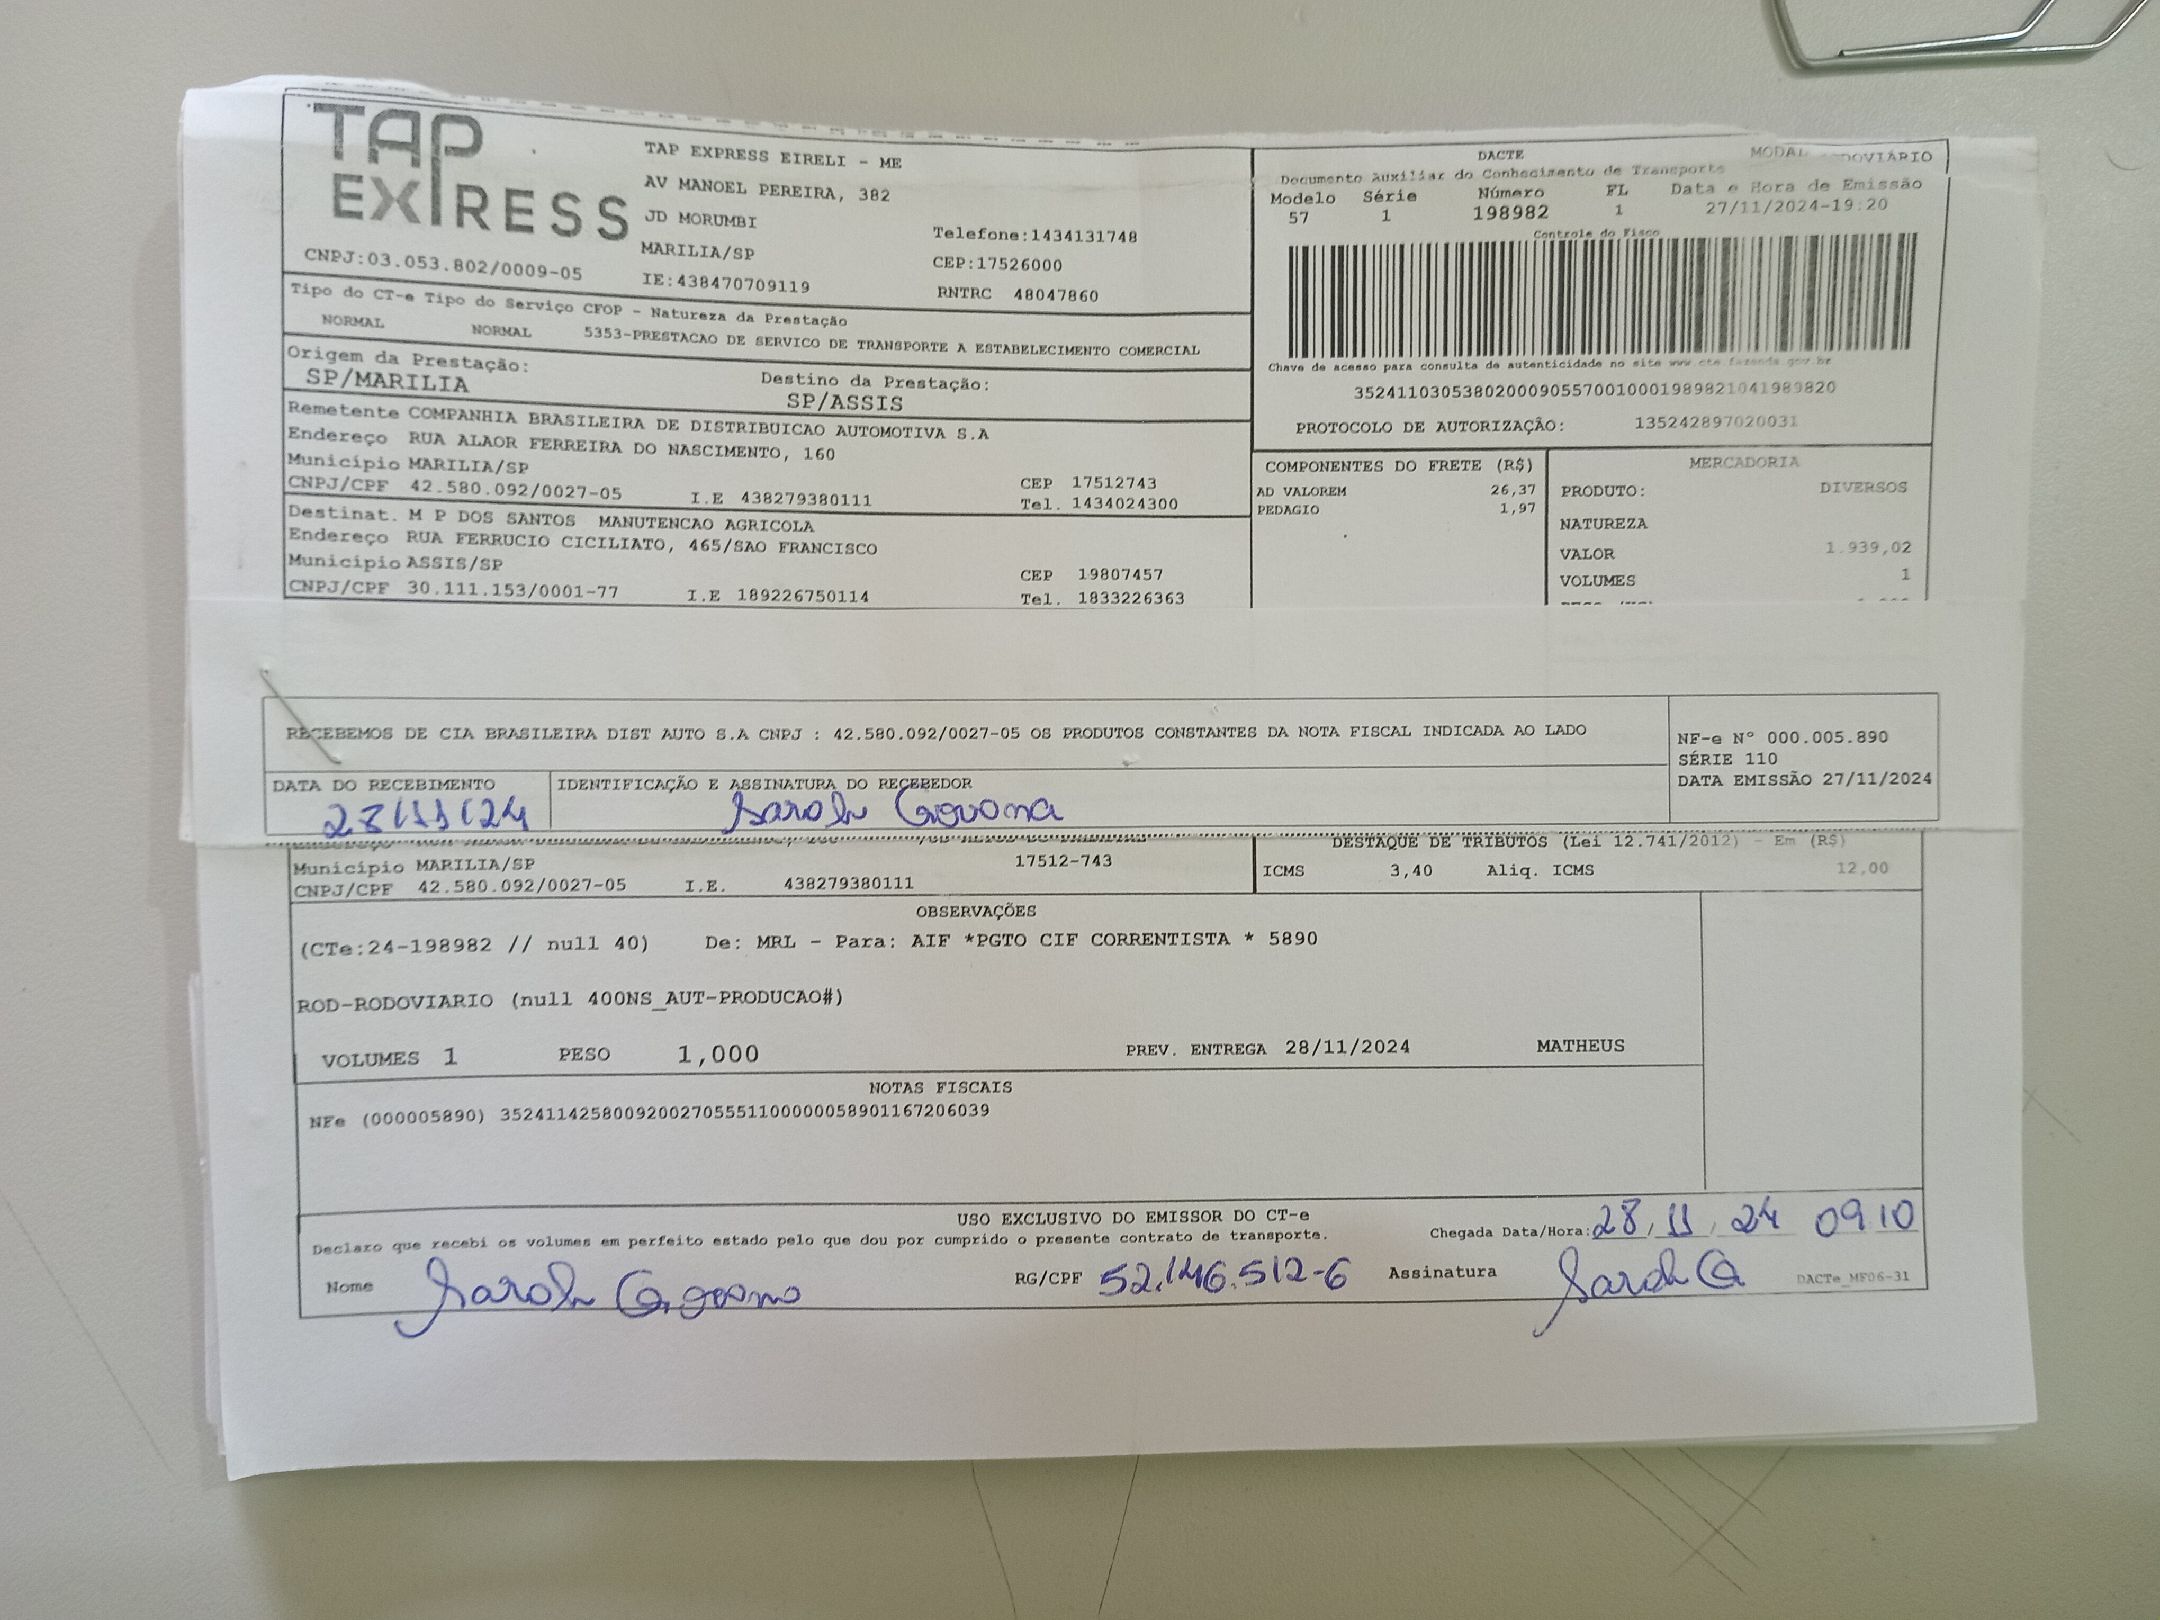 TAP EXPRESS
TAP EXPRESS EIRELI - ME
AV MANOEL PEREIRA, 382
JD MORUMBI
MARILIA/SP
IE:438470709119
Telefone:1434131748
CEP:17526000
RNTRC 48047860
CNPJ:03.053.802/0009-05
DACTE
Documento Auxiliar do Conhecimento de Transporte
Modelo Série Número FL Data e Hora de Emissão
57 1 198982 1 27/11/2024-19:20
Controle do Fisco
Chave de acesso para consulta de autenticidade no site www.cte.fazenda.gov.br
35241103053802000905570010001989821041989820
PROTOCOLO DE AUTORIZAÇÃO: 135242897020031
Tipo do CT-e Tipo do Serviço CFOP - Natureza da Prestação
NORMAL NORMAL 5353-PRESTACAO DE SERVICO DE TRANSPORTE A ESTABELECIMENTO COMERCIAL
Origem da Prestação: Destino da Prestação:
SP/MARILIA SP/ASSIS
Remetente COMPANHIA BRASILEIRA DE DISTRIBUICAO AUTOMOTIVA S.A
Endereço RUA ALAOR FERREIRA DO NASCIMENTO, 160
Município MARILIA/SP CEP 17512743
CNPJ/CPF 42.580.092/0027-05 I.E 438279380111 Tel. 1434024300
Destinat. M P DOS SANTOS MANUTENCAO AGRICOLA
Endereço RUA FERRUCIO CICILIATO, 465/SAO FRANCISCO
Município ASSIS/SP CEP 19807457
CNPJ/CPF 30.111.153/0001-77 I.E 189226750114 Tel. 1833226363
COMPONENTES DO FRETE (R$)
AD VALOREM 26,37
PEDAGIO 1,97
MERCADORIA
PRODUTO: DIVERSOS
NATUREZA
VALOR 1.939,02
VOLUMES 1
RECEBEMOS DE CIA BRASILEIRA DIST AUTO S.A CNPJ : 42.580.092/0027-05 OS PRODUTOS CONSTANTES DA NOTA FISCAL INDICADA AO LADO
NF-e Nº 000.005.890
SÉRIE 110
DATA EMISSÃO 27/11/2024
DATA DO RECEBIMENTO IDENTIFICAÇÃO E ASSINATURA DO RECEBEDOR
28/11/24 Sarah
Município MARILIA/SP 17512-743
CNPJ/CPF 42.580.092/0027-05 I.E. 438279380111
DESTAQUE DE TRIBUTOS (Lei 12.741/2012) - Em (R$)
ICMS 3,40 Aliq. ICMS 12,00
OBSERVAÇÕES
(CTe:24-198982 // null 40) De: MRL - Para: AIF *PGTO CIF CORRENTISTA * 5890
ROD-RODOVIARIO (null 400NS_AUT-PRODUCAO#)
VOLUMES 1 PESO 1,000 PREV. ENTREGA 28/11/2024 MATHEUS
NOTAS FISCAIS
NFe (000005890) 35241142580092002705551100000058901167206039
USO EXCLUSIVO DO EMISSOR DO CT-e
Declaro que recebi os volumes em perfeito estado pelo que dou por cumprido o presente contrato de transporte.
Chegada Data/Hora: 28/11/24 09 10
Nome Sarah RG/CPF 52.146.512-6 Assinatura Sarah G DACTe_MF06-31